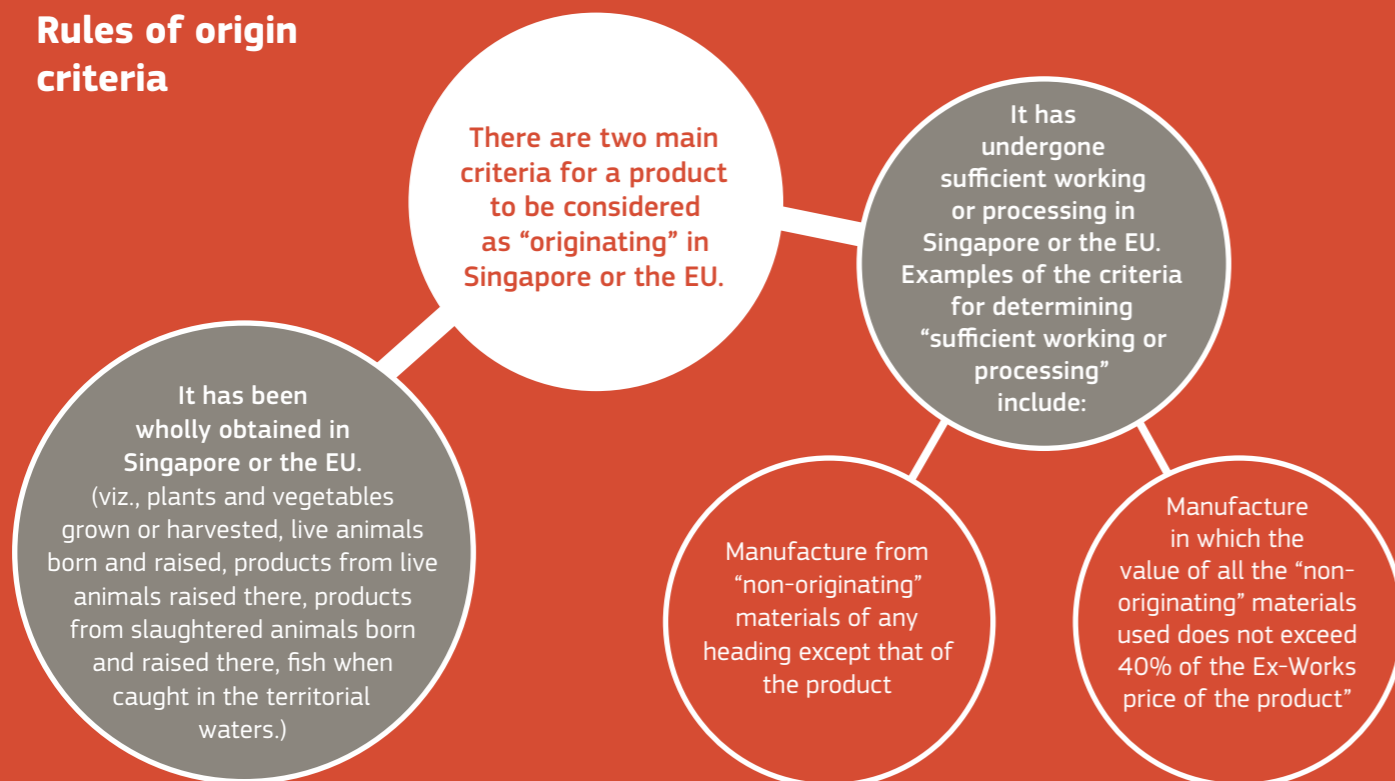 Rules of origin
criteria
There are two main
criteria for a product
to be considered
as “originating” in
Singapore or the EU.
It has
undergone
sufficient working
or processing in
Singapore or the EU.
Examples of the criteria
for determining
“sufficient working or
processing”
include:
It has been
wholly obtained in
Singapore or the EU.
(viz., plants and vegetables
grown or harvested, live animals
born and raised, products from live
animals raised there, products
from slaughtered animals born
and raised there, fish when
caught in the territorial
waters.)
Manufacture from
“non-originating”
materials of any
heading except that of
the product
Manufacture
in which the
value of all the “non-
originating” materials
used does not exceed
40% of the Ex-Works
price of the product”